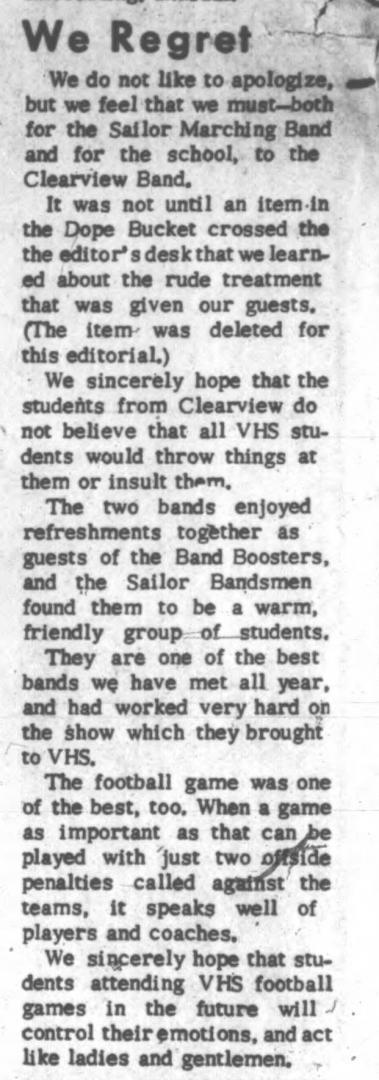 We Regret
We do not like to apologize,
but we feel that we must—both
for the Sailor Marching Band
and for the school, to the
Clearview Band.
It was not until an item in
the Dope Bucket crossed the
the editor's desk that we learn-
ed about the rude treatment
that was given our guests.
(The item was deleted for
this editorial.)
We sincerely hope that the
students from Clearview do
not believe that all VHS stu-
dents would throw things at
them or insult them.
The two bands enjoyed
refreshments together as
guests of the Band Boosters,
and the Sailor Bandsmen
found them to be a warm,
friendly group of students.
They are one of the best
bands we have met all year,
and had worked very hard on
the show which they brought
to VHS.
The football game was one
of the best, too. When a game
as important as that can be
played with just two offside
penalties called against the
teams, it speaks well of
players and coaches.
We sincerely hope that stu-
dents attending VHS football
games in the future will
control their emotions, and act
like ladies and gentlemen.